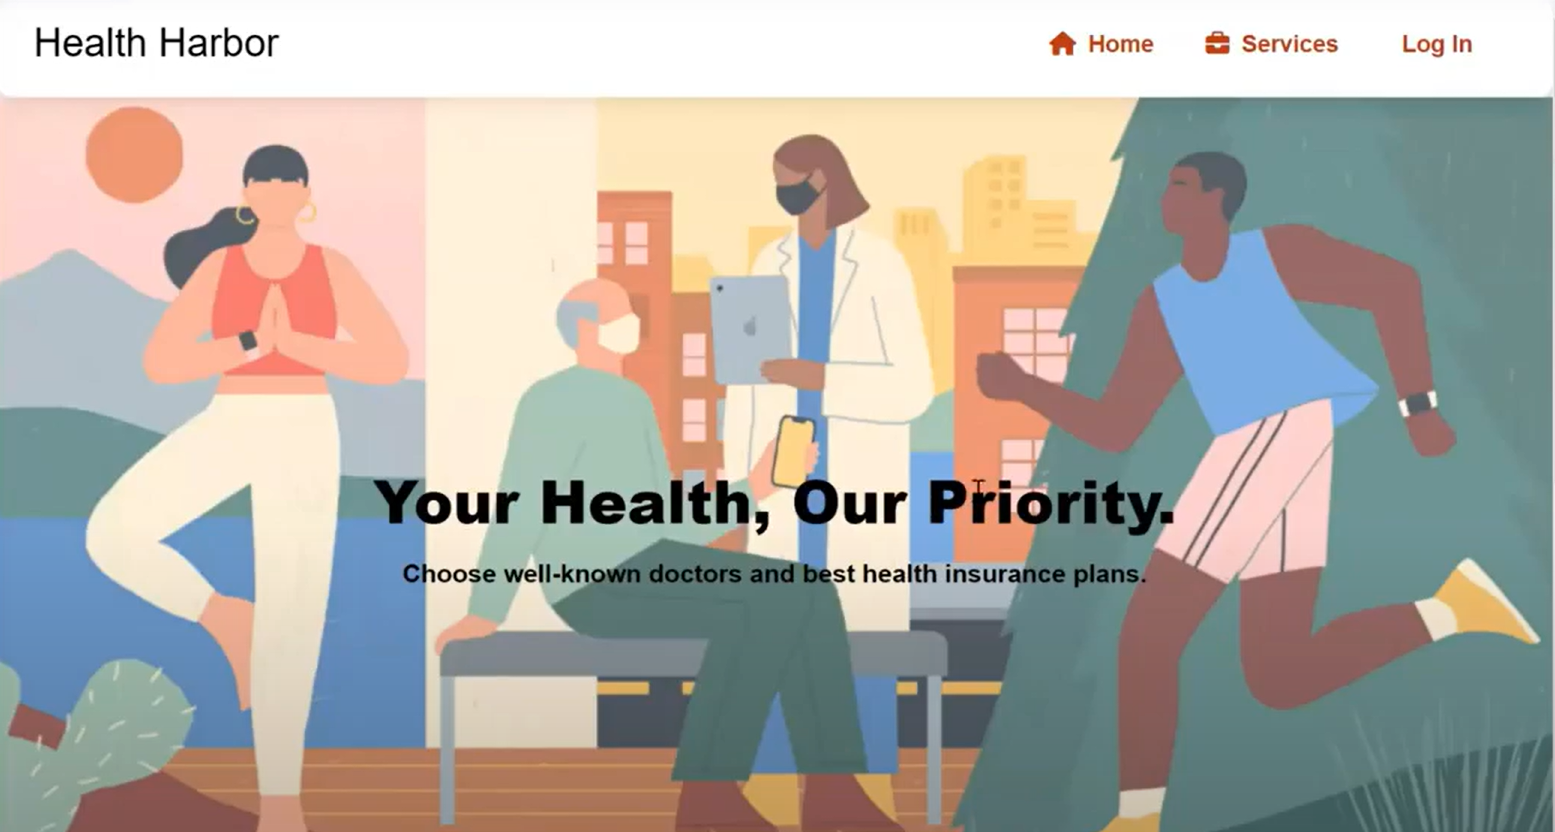 Health Harbor
Home Services Log In
Your Health, Our Priority.
Choose well-known doctors and best health insurance plans.